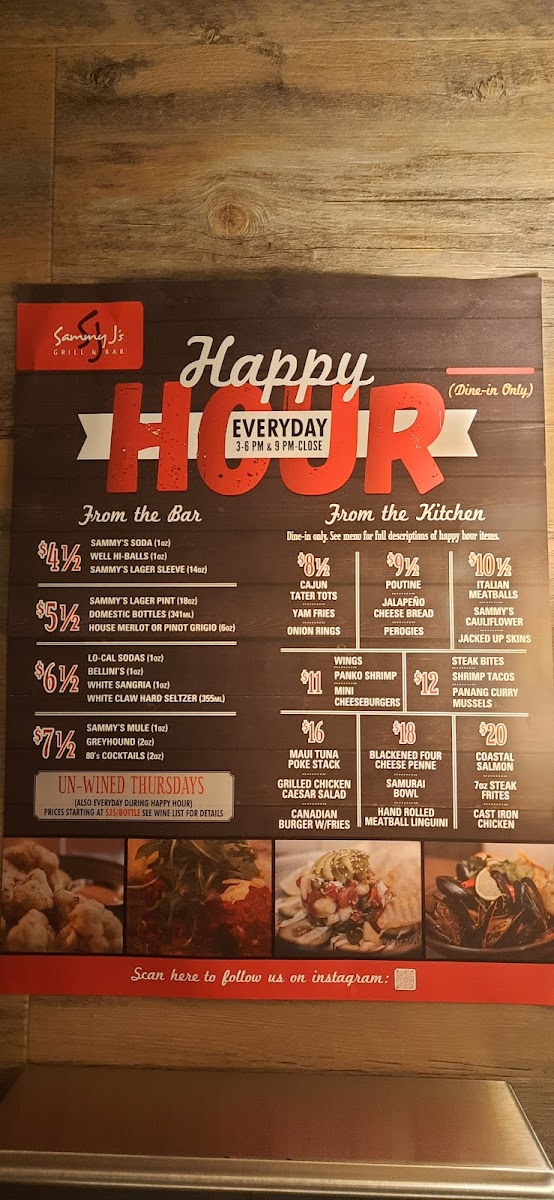 Sammy J's
GRILL & BAR
Happy
HOUR
EVERYDAY
3-6 PM & 9 PM-CLOSE
(Dine-in Only)
From the Bar
$4½
SAMMY'S SODA (1oz)
WELL HI-BALLS (1oz)
SAMMY'S LAGER SLEEVE (14oz)
$5½
SAMMY'S LAGER PINT (18oz)
DOMESTIC BOTTLES (341ML)
HOUSE MERLOT OR PINOT GRIGIO (6oz)
$6½
LO-CAL SODAS (1oz)
BELLINI'S (1oz)
WHITE SANGRIA (1oz)
WHITE CLAW HARD SELTZER (355ML)
$7½
SAMMY'S MULE (1oz)
GREYHOUND (2oz)
80's COCKTAILS (2oz)
UN-WINED THURSDAYS
(ALSO EVERYDAY DURING HAPPY HOUR)
PRICES STARTING AT $25/BOTTLE SEE WINE LIST FOR DETAILS
From the Kitchen
Dine-in only. See menu for full descriptions of happy hour items.
$8½
CAJUN
TATER TOTS
YAM FRIES
ONION RINGS
$9½
POUTINE
JALAPEÑO
CHEESE BREAD
PEROGIES
$10½
ITALIAN
MEATBALLS
SAMMY'S
CAULIFLOWER
JACKED UP SKINS
$11
WINGS
PANKO SHRIMP
MINI
CHEESEBURGERS
$12
STEAK BITES
SHRIMP TACOS
PANANG CURRY
MUSSELS
$16
MAUI TUNA
POKE STACK
GRILLED CHICKEN
CAESAR SALAD
CANADIAN
BURGER W/FRIES
$18
BLACKENED FOUR
CHEESE PENNE
SAMURAI
BOWL
HAND ROLLED
MEATBALL LINGUINI
$20
COASTAL
SALMON
7oz STEAK
FRITES
CAST IRON
CHICKEN
Scan here to follow us on instagram: